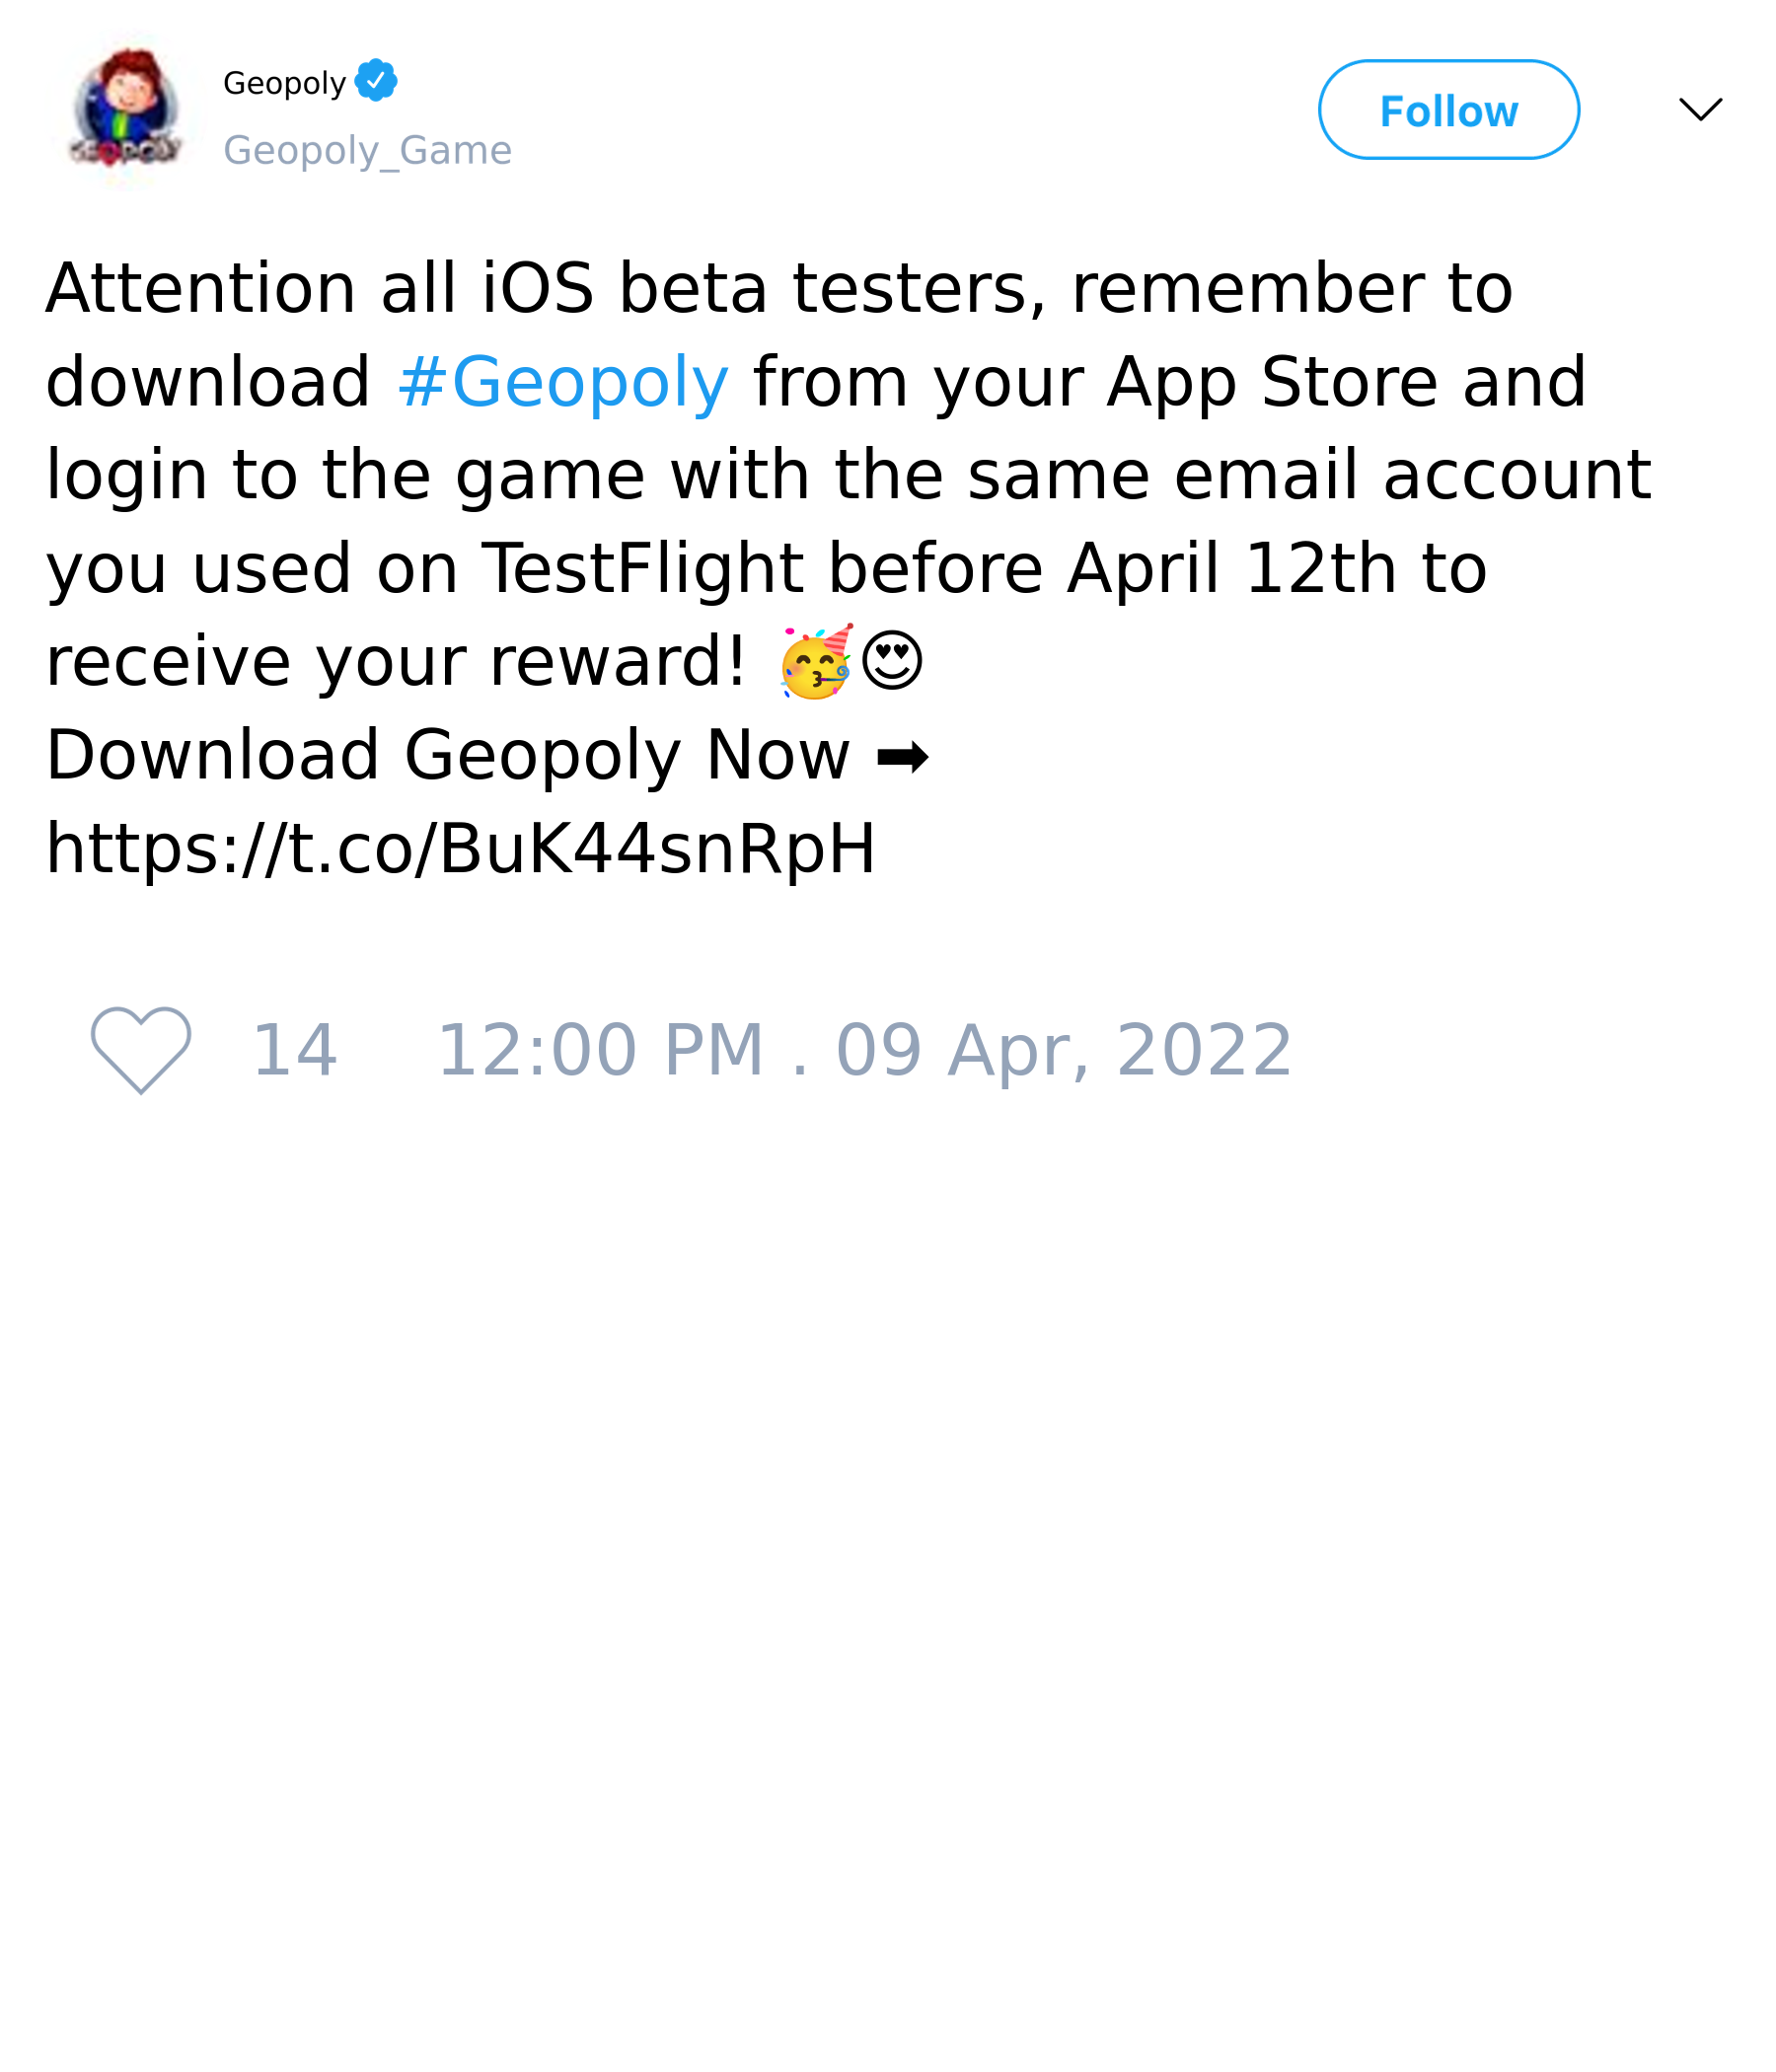 Geopoly
Geopoly_Game
Follow
Attention all iOS beta testers, remember to
download #Geopoly from your App Store and
login to the game with the same email account
you used on TestFlight before April 12th to
receive your reward! 🥳😍
Download Geopoly Now ➡
https://t.co/BuK44snRpH
14 12:00 PM . 09 Apr, 2022